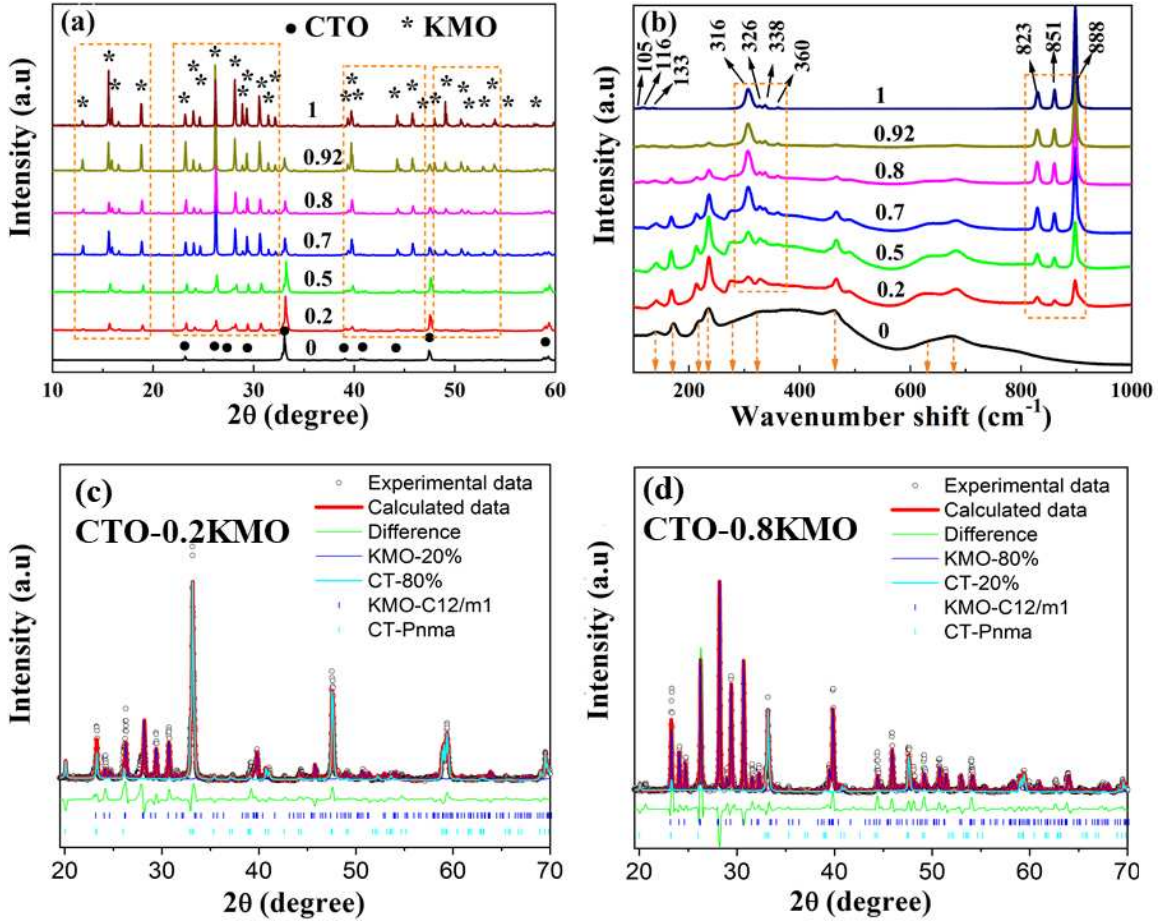 (a)
● CTO * KMO
1
0.92
0.8
0.7
0.5
0.2
0
Intensity (a.u)
10 20 30 40 50 60
2θ (degree)
(b)
105
116
133
316
326
338
360
823
851
888
1
0.92
0.8
0.7
0.5
0.2
0
Intensity (a.u)
200 400 600 800 1000
Wavenumber shift (cm⁻¹)
(c)
CTO-0.2KMO
Experimental data
Calculated data
Difference
KMO-20%
CT-80%
KMO-C12/m1
CT-Pnma
Intensity (a.u)
20 30 40 50 60 70
2θ (degree)
(d)
CTO-0.8KMO
Experimental data
Calculated data
Difference
KMO-80%
CT-20%
KMO-C12/m1
CT-Pnma
Intensity (a.u)
20 30 40 50 60 70
2θ (degree)